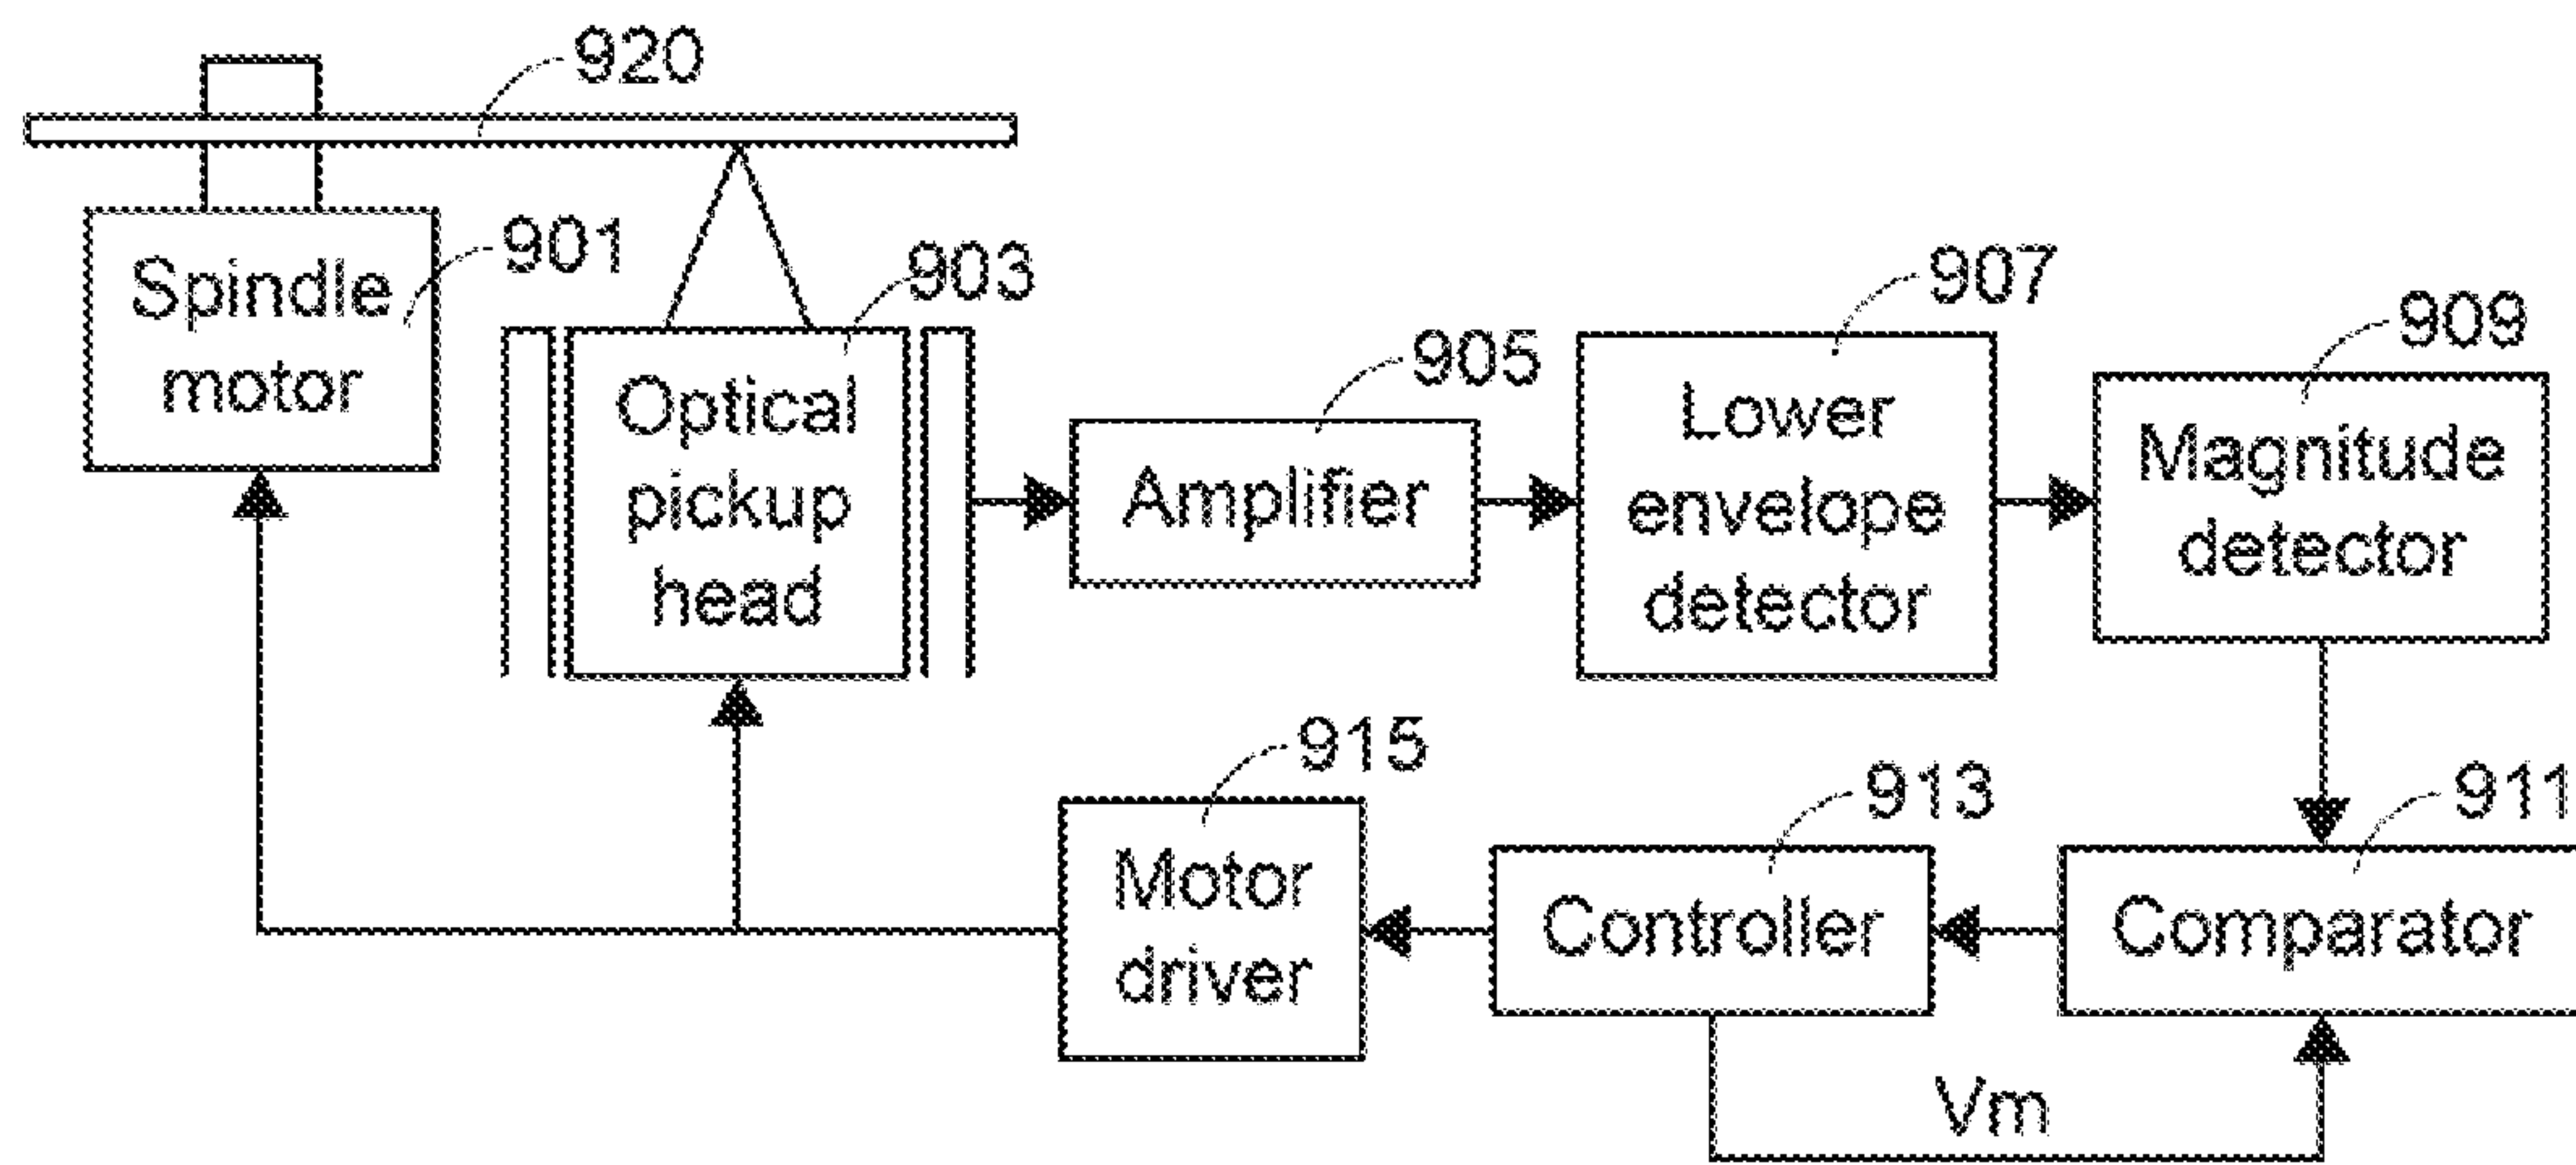 920
Spindle
motor
901
903
Optical
pickup
head
905
Amplifier
907
Lower
envelope
detector
909
Magnitude
detector
915
Motor
driver
913
Controller
911
Comparator
Vm